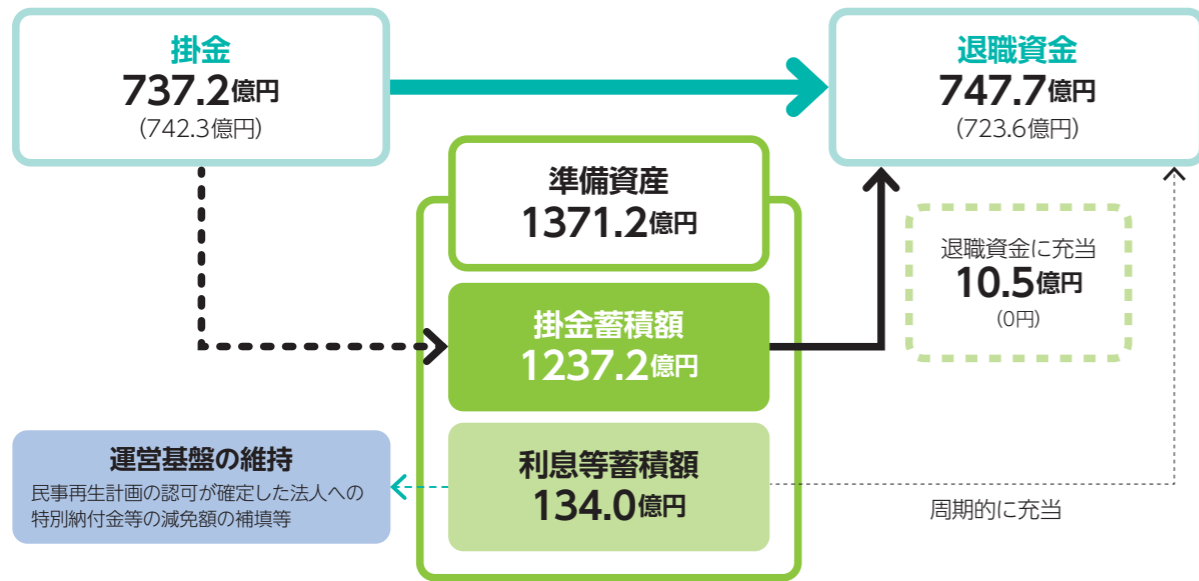 掛金
737.2億円
(742.3億円)
退職資金
747.7億円
(723.6億円)
準備資産
1371.2億円
退職資金に充当
10.5億円
(0円)
掛金蓄積額
1237.2億円
運営基盤の維持
民事再生計画の認可が確定した法人への
特別納付金等の減免額の補填等
利息等蓄積額
134.0億円
周期的に充当